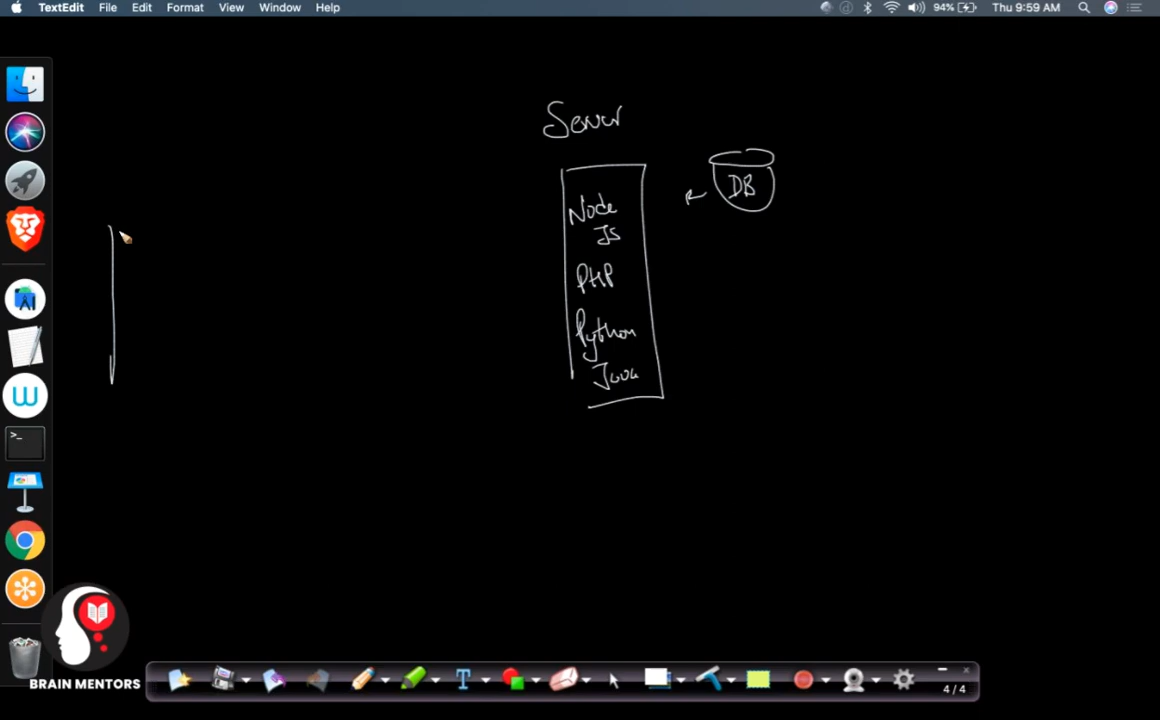 TextEdit File Edit Format View Window Help 94% Thu 9:59 AM
Server
DB
Node
JS
PHP
Python
Java
BRAIN MENTORS
4/4